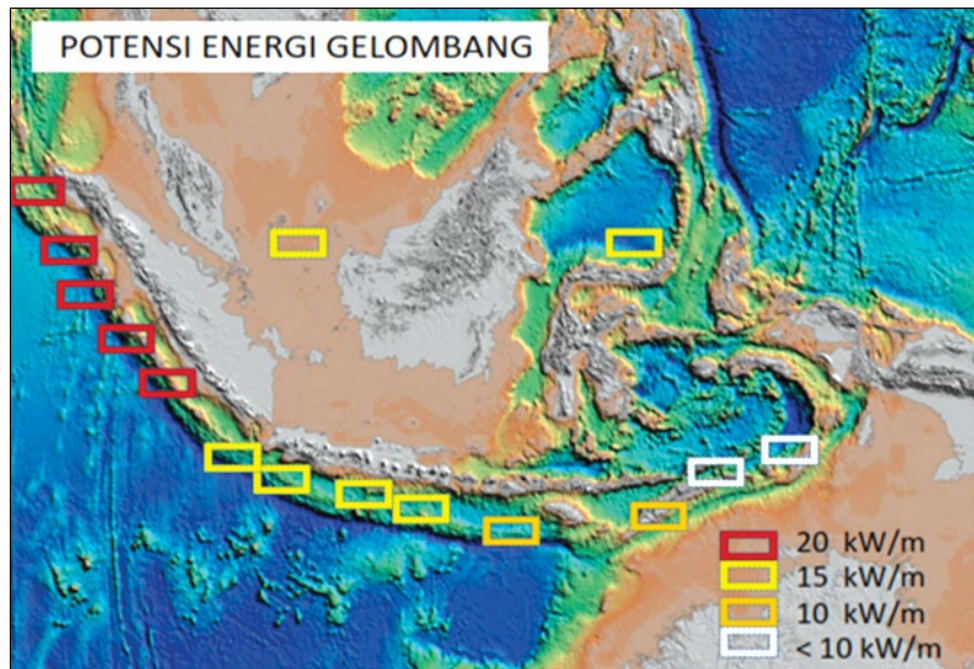 POTENSI ENERGI GELOMBANG
20 kW/m
15 kW/m
10 kW/m
< 10 kW/m